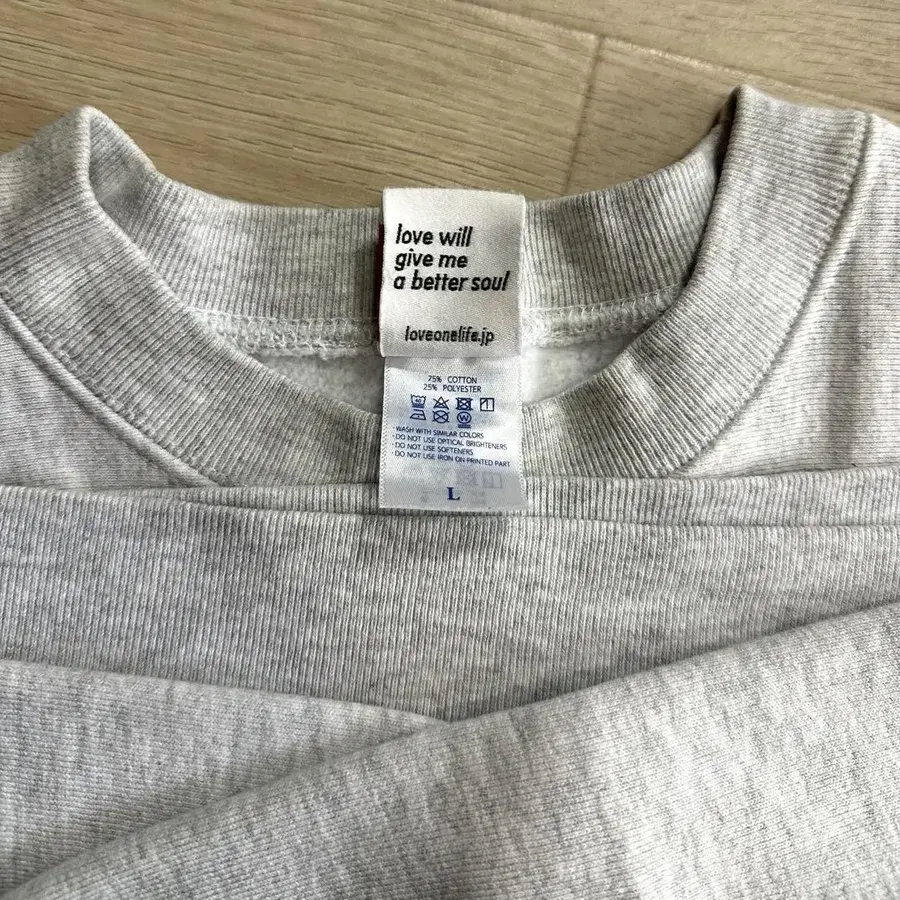 love will
give me
a better soul
loveonelife.jp
75% COTTON
25% POLYESTER
· WASH WITH SIMILAR COLORS
· DO NOT USE OPTICAL BRIGHTENERS
· DO NOT USE SOFTENERS
· DO NOT USE IRON ON PRINTED PART
L